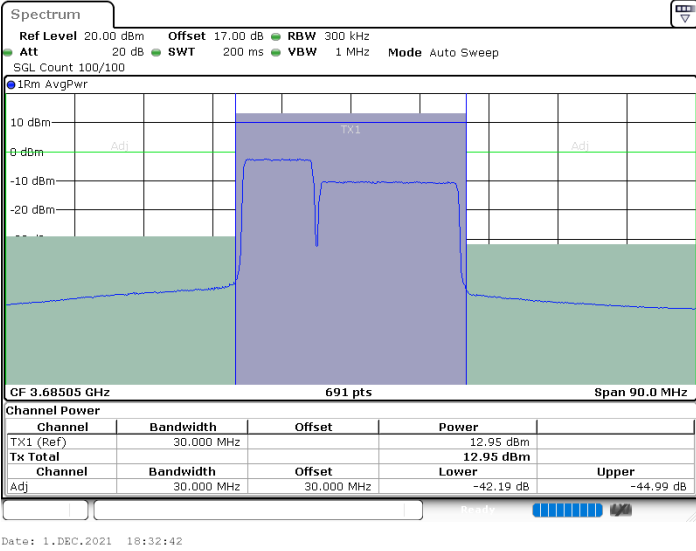 Spectrum
Ref Level 20.00 dBm Offset 17.00 dB RBW 300 kHz
Att 20 dB SWT 200 ms VBW 1 MHz Mode Auto Sweep
SGL Count 100/100
1Rm AvgPwr
10 dBm
TX1
Adj Adj
0 dBm
-10 dBm
-20 dBm
CF 3.68505 GHz 691 pts Span 90.0 MHz
Channel Power
Channel Bandwidth Offset Power
TX1 (Ref) 30.000 MHz 12.95 dBm
Tx Total 12.95 dBm
Channel Bandwidth Offset Lower Upper
Adj 30.000 MHz 30.000 MHz -42.19 dB -44.99 dB
Ready
Date: 1.DEC.2021 18:32:42